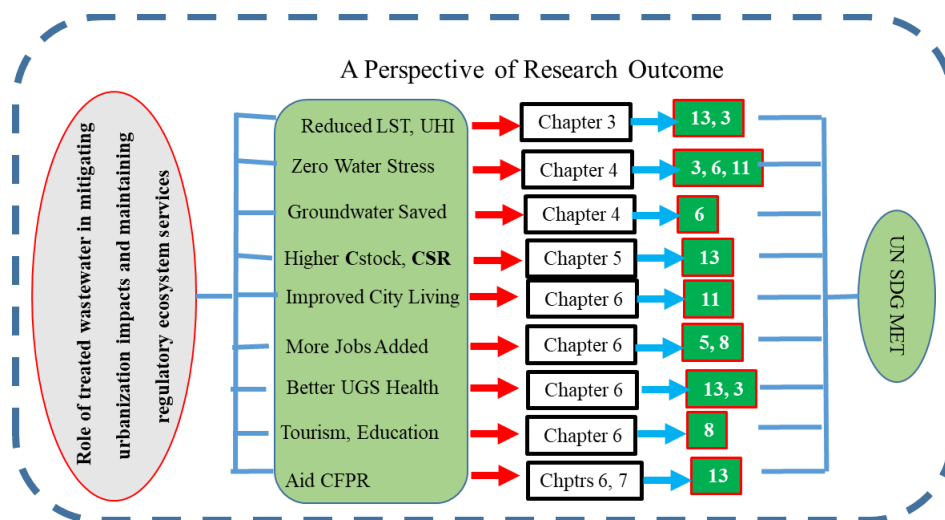 A Perspective of Research Outcome
Role of treated wastewater in mitigating
urbanization impacts and maintaining
regulatory ecosystem services
Reduced LST, UHI
Chapter 3
13, 3
Zero Water Stress
Chapter 4
3, 6, 11
Groundwater Saved
Chapter 4
6
Higher Cstock, CSR
Chapter 5
13
Improved City Living
Chapter 6
11
More Jobs Added
Chapter 6
5, 8
Better UGS Health
Chapter 6
13, 3
Tourism, Education
Chapter 6
8
Aid CFPR
Chptrs 6, 7
13
UN SDG MET